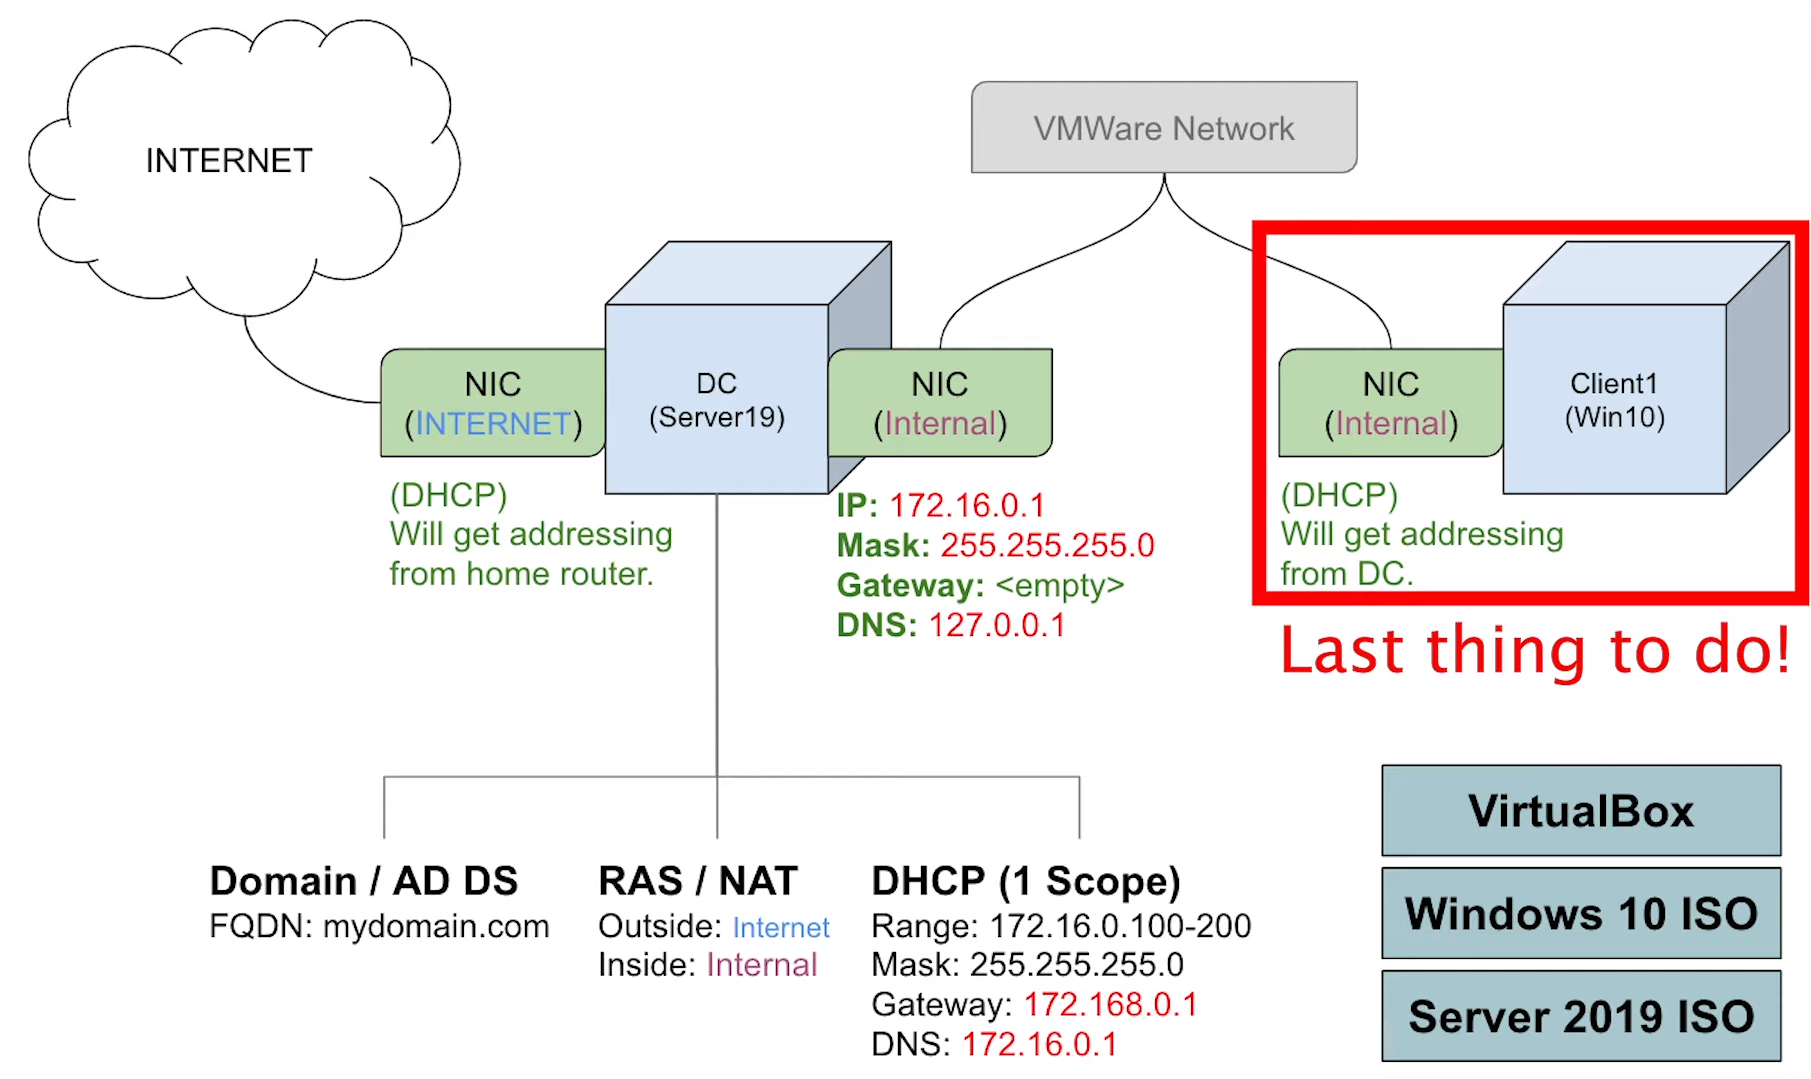 INTERNET
VMWare Network
NIC
(INTERNET)
DC
(Server19)
NIC
(Internal)
NIC
(Internal)
Client1
(Win10)
(DHCP)
Will get addressing
from home router.
IP: 172.16.0.1
Mask: 255.255.255.0
Gateway: <empty>
DNS: 127.0.0.1
(DHCP)
Will get addressing
from DC.
Last thing to do!
Domain / AD DS
FQDN: mydomain.com
RAS / NAT
Outside: Internet
Inside: Internal
DHCP (1 Scope)
Range: 172.16.0.100-200
Mask: 255.255.255.0
Gateway: 172.168.0.1
DNS: 172.16.0.1
VirtualBox
Windows 10 ISO
Server 2019 ISO